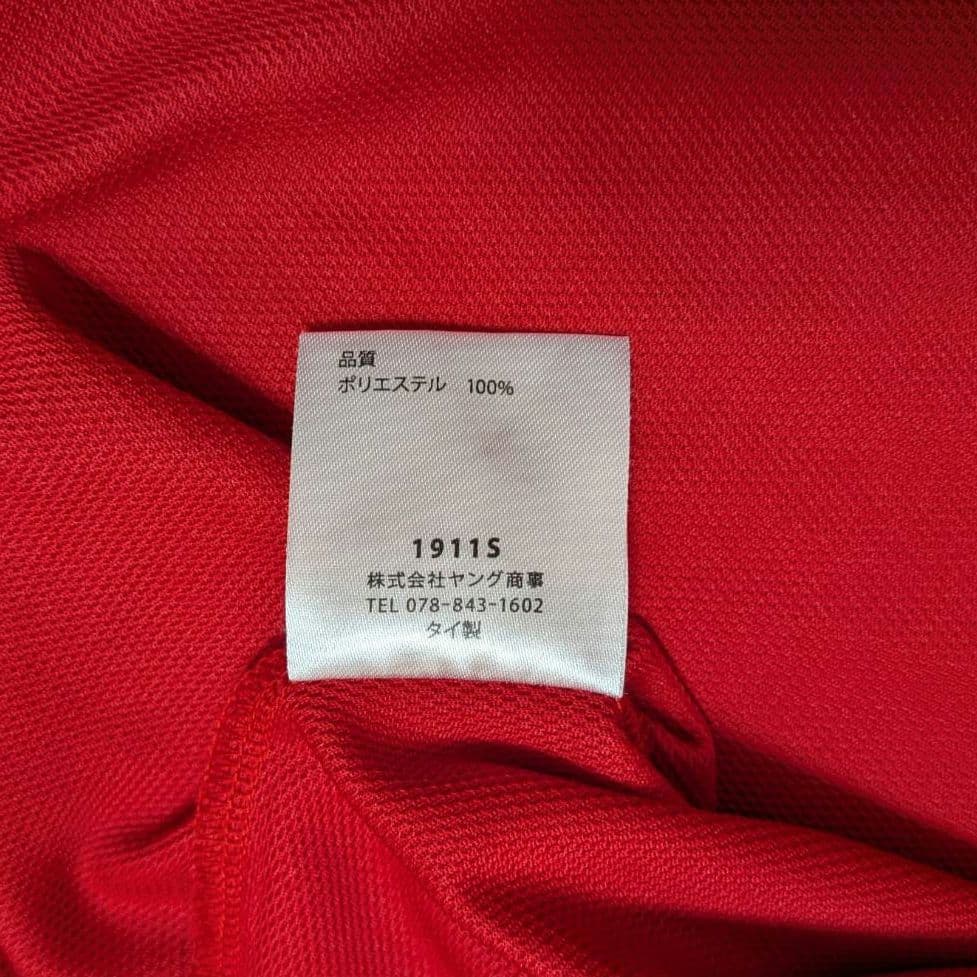 品質
ポリエステル 100%
1911S
株式会社ヤング商事
TEL 078-843-1602
タイ製